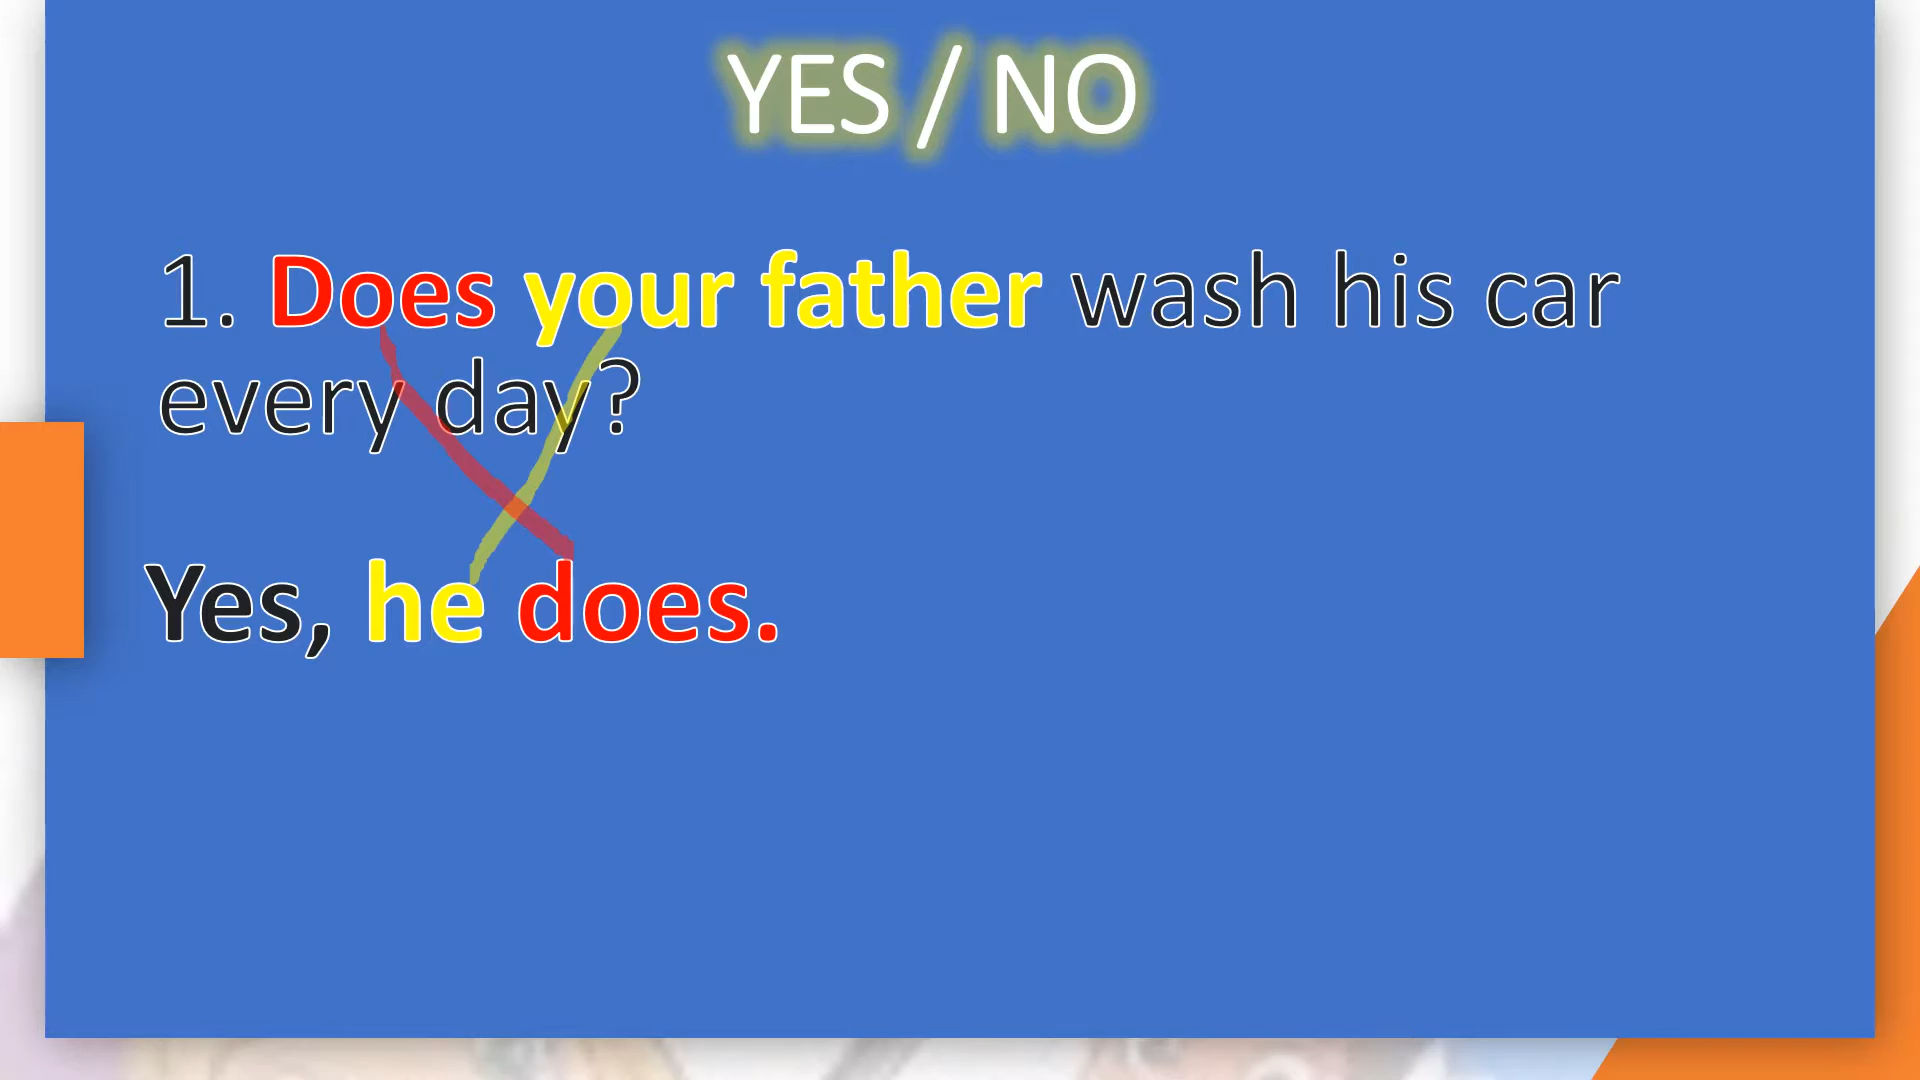 YES / NO
1. Does your father wash his car
every day?
Yes, he does.